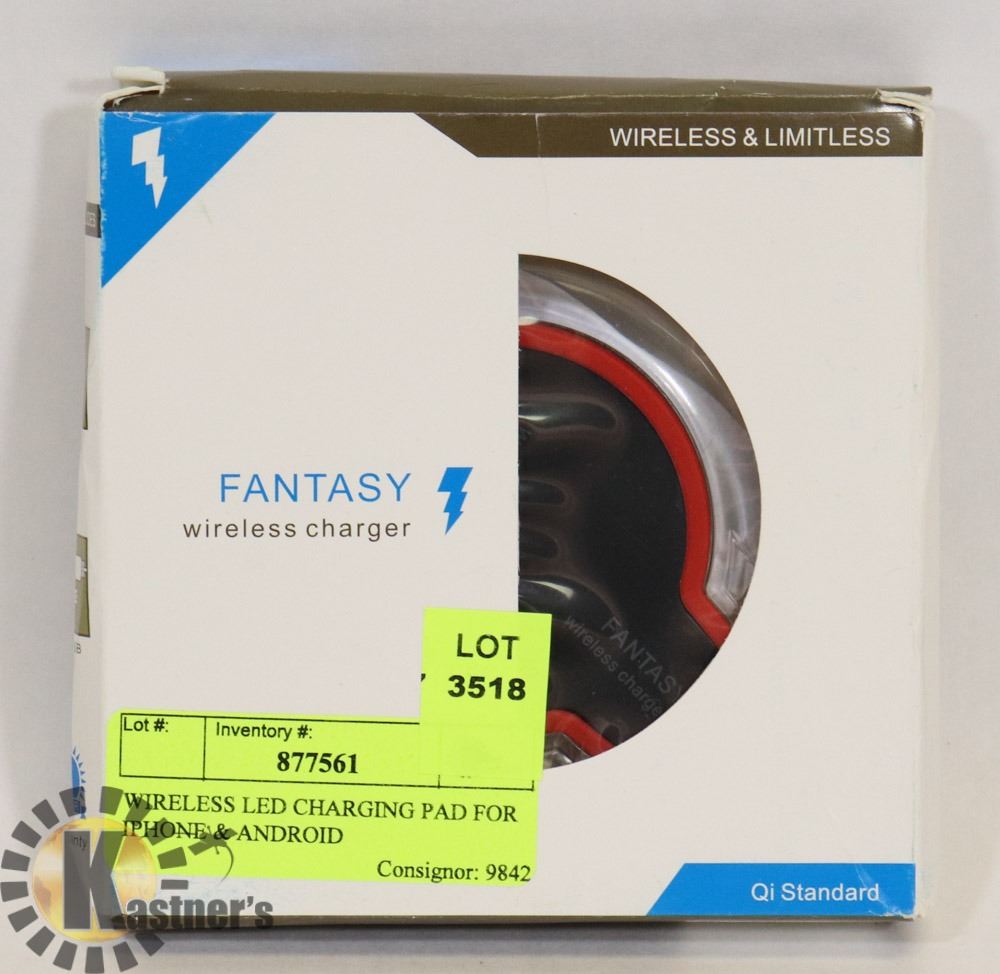 WIRELESS & LIMITLESS
FANTASY
wireless charger
FANTASY
wireless charge
LOT
3518
Lot #:
Inventory #:
877561
WIRELESS LED CHARGING PAD FOR
IPHONE & ANDROID
Consignor: 9842
Kastner's
Qi Standard